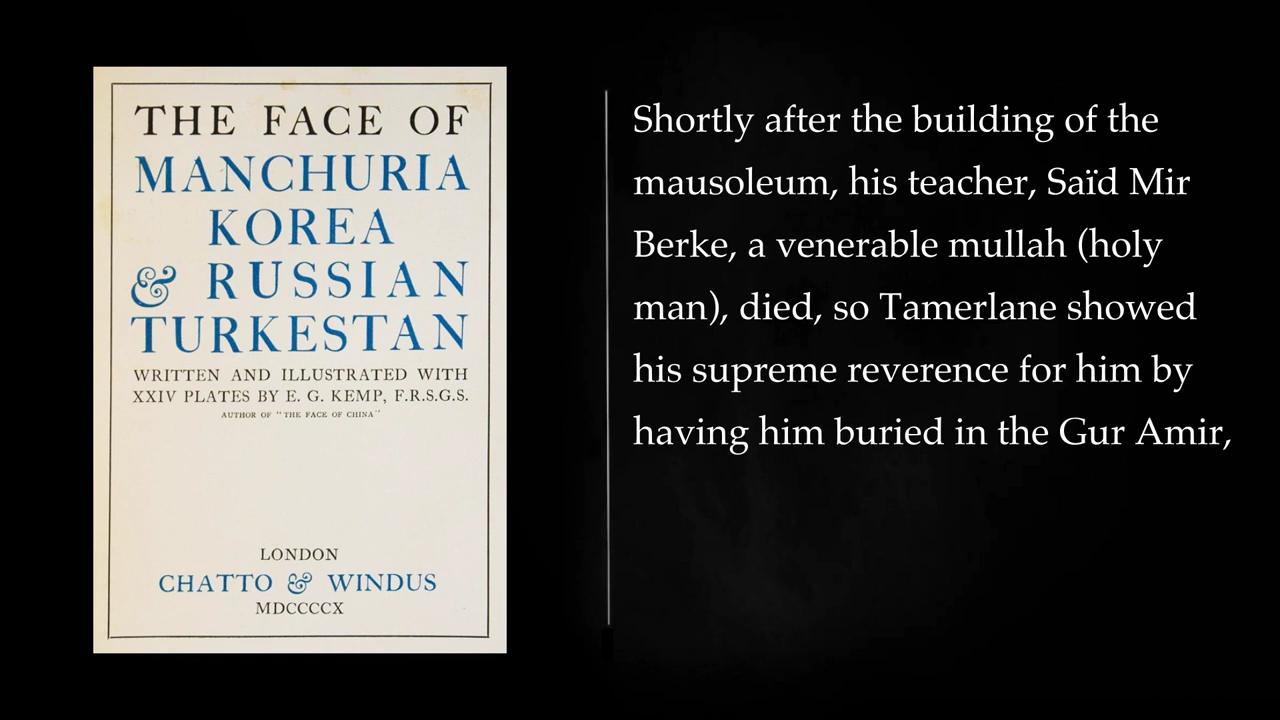 THE FACE OF
MANCHURIA
KOREA
& RUSSIAN
TURKESTAN
WRITTEN AND ILLUSTRATED WITH
XXIV PLATES BY E. G. KEMP, F.R.S.G.S.
AUTHOR OF "THE FACE OF CHINA"
LONDON
CHATTO & WINDUS
MDCCCCX
Shortly after the building of the
mausoleum, his teacher, Saïd Mir
Berke, a venerable mullah (holy
man), died, so Tamerlane showed
his supreme reverence for him by
having him buried in the Gur Amir,